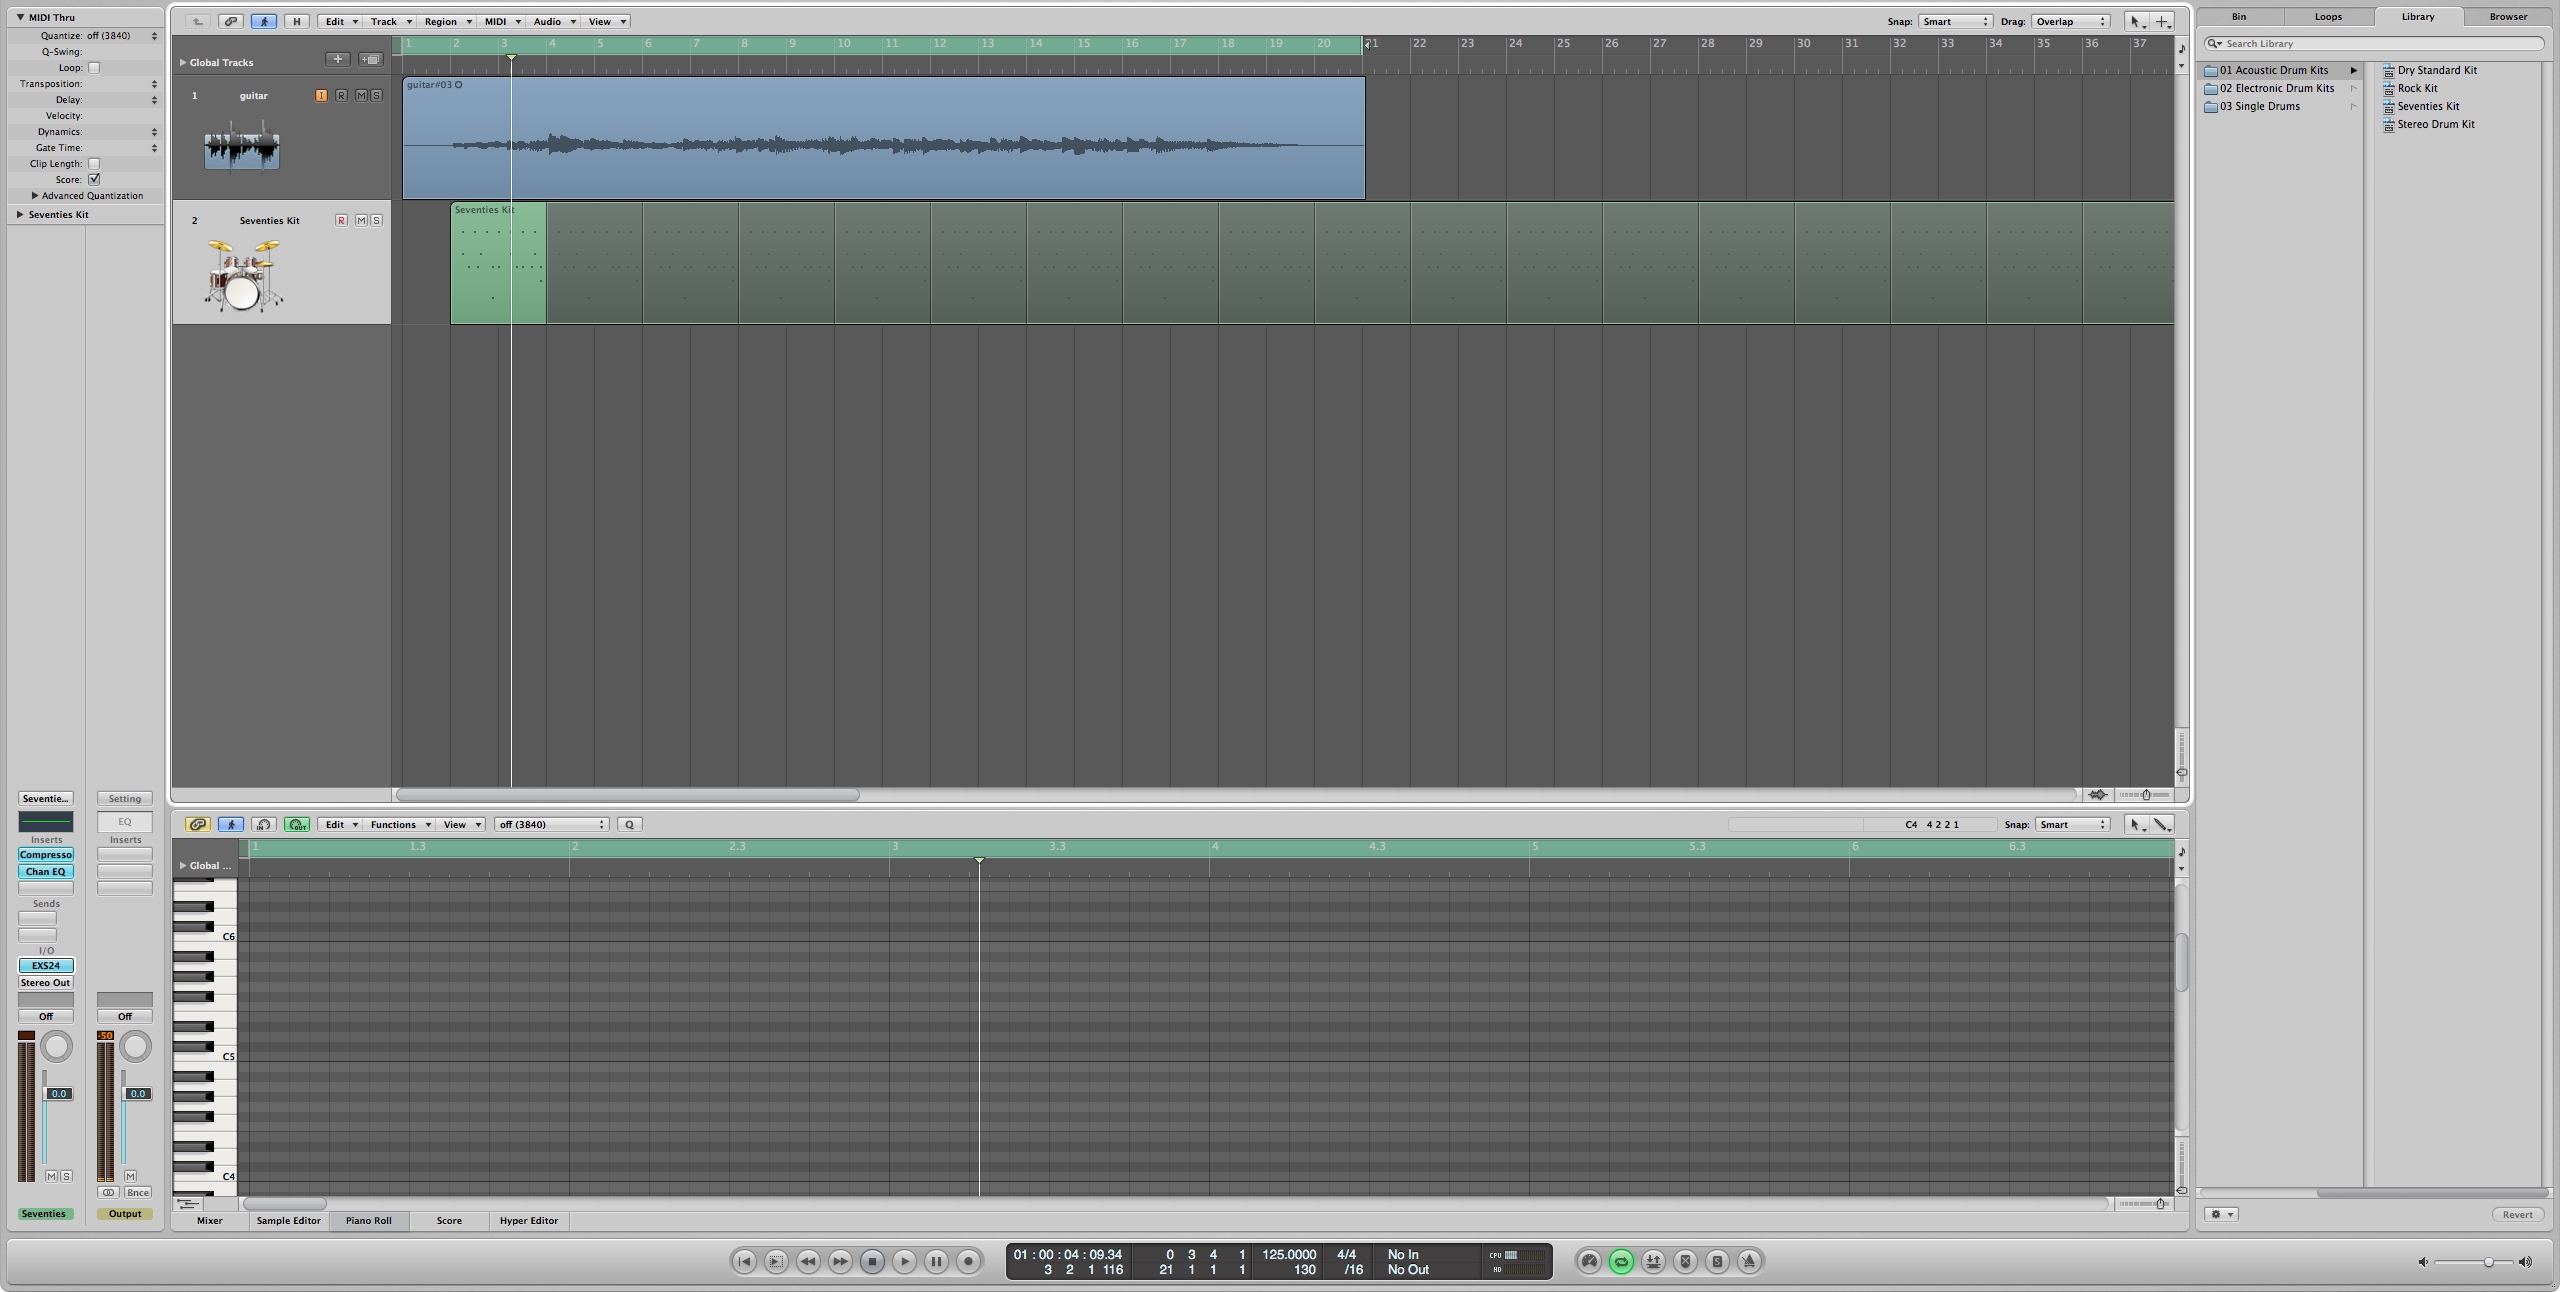 MIDI Thru
Quantize: off (3840)
Q-Swing:
Loop:
Transposition:
Delay:
Velocity:
Dynamics:
Gate Time:
Clip Length:
Score:
Advanced Quantization
Seventies Kit
H Edit Track Region MIDI Audio View
Snap: Smart Drag: Overlap
1 2 3 4 5 6 7 8 9 10 11 12 13 14 15 16 17 18 19 20 21 22 23 24 25 26 27 28 29 30 31 32 33 34 35 36 37
Global Tracks
1 guitar I R M S
guitar#03
2 Seventies Kit R M S
Seventies Kit
Bin Loops Library Browser
Search Library
01 Acoustic Drum Kits
02 Electronic Drum Kits
03 Single Drums
Dry Standard Kit
Rock Kit
Seventies Kit
Stereo Drum Kit
Seventie... Setting
EQ
Inserts Inserts
Compresso
Chan EQ
Sends
I/O
EXS24
Stereo Out
Off Off
-50
0.0 0.0
M S M
Bnce
Seventies Output
IN OUT Edit Functions View off (3840) Q
C4 4 2 2 1 Snap: Smart
1 1.3 2 2.3 3 3.3 4 4.3 5 5.3 6 6.3
Global ...
C6
C5
C4
Mixer Sample Editor Piano Roll Score Hyper Editor
Revert
01 : 00 : 04 : 09.34 0 3 4 1 125.0000 4/4 No In CPU
3 2 1 116 21 1 1 1 130 /16 No Out HD
S